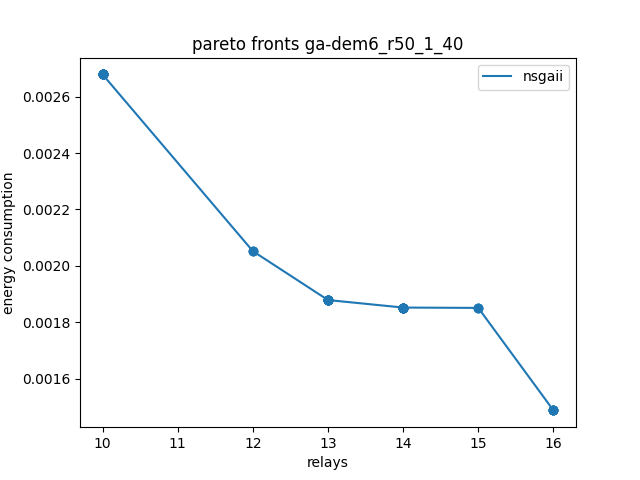 pareto fronts ga-dem6_r50_1_40
nsgaii
0.0026
0.0024
0.0022
0.0020
0.0018
0.0016
energy consumption
10 11 12 13 14 15 16
relays